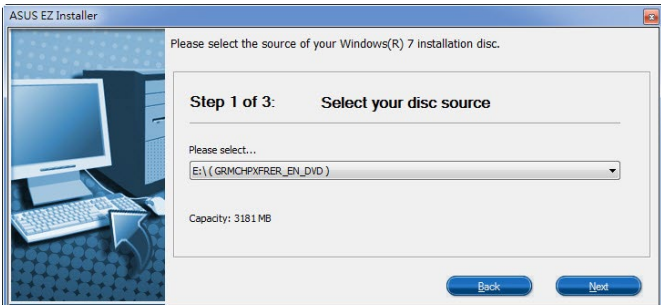 ASUS EZ Installer
Please select the source of your Windows(R) 7 installation disc.
Step 1 of 3: Select your disc source
Please select...
E:\ ( GRMCHPXFRER_EN_DVD )
Capacity: 3181 MB
Back Next